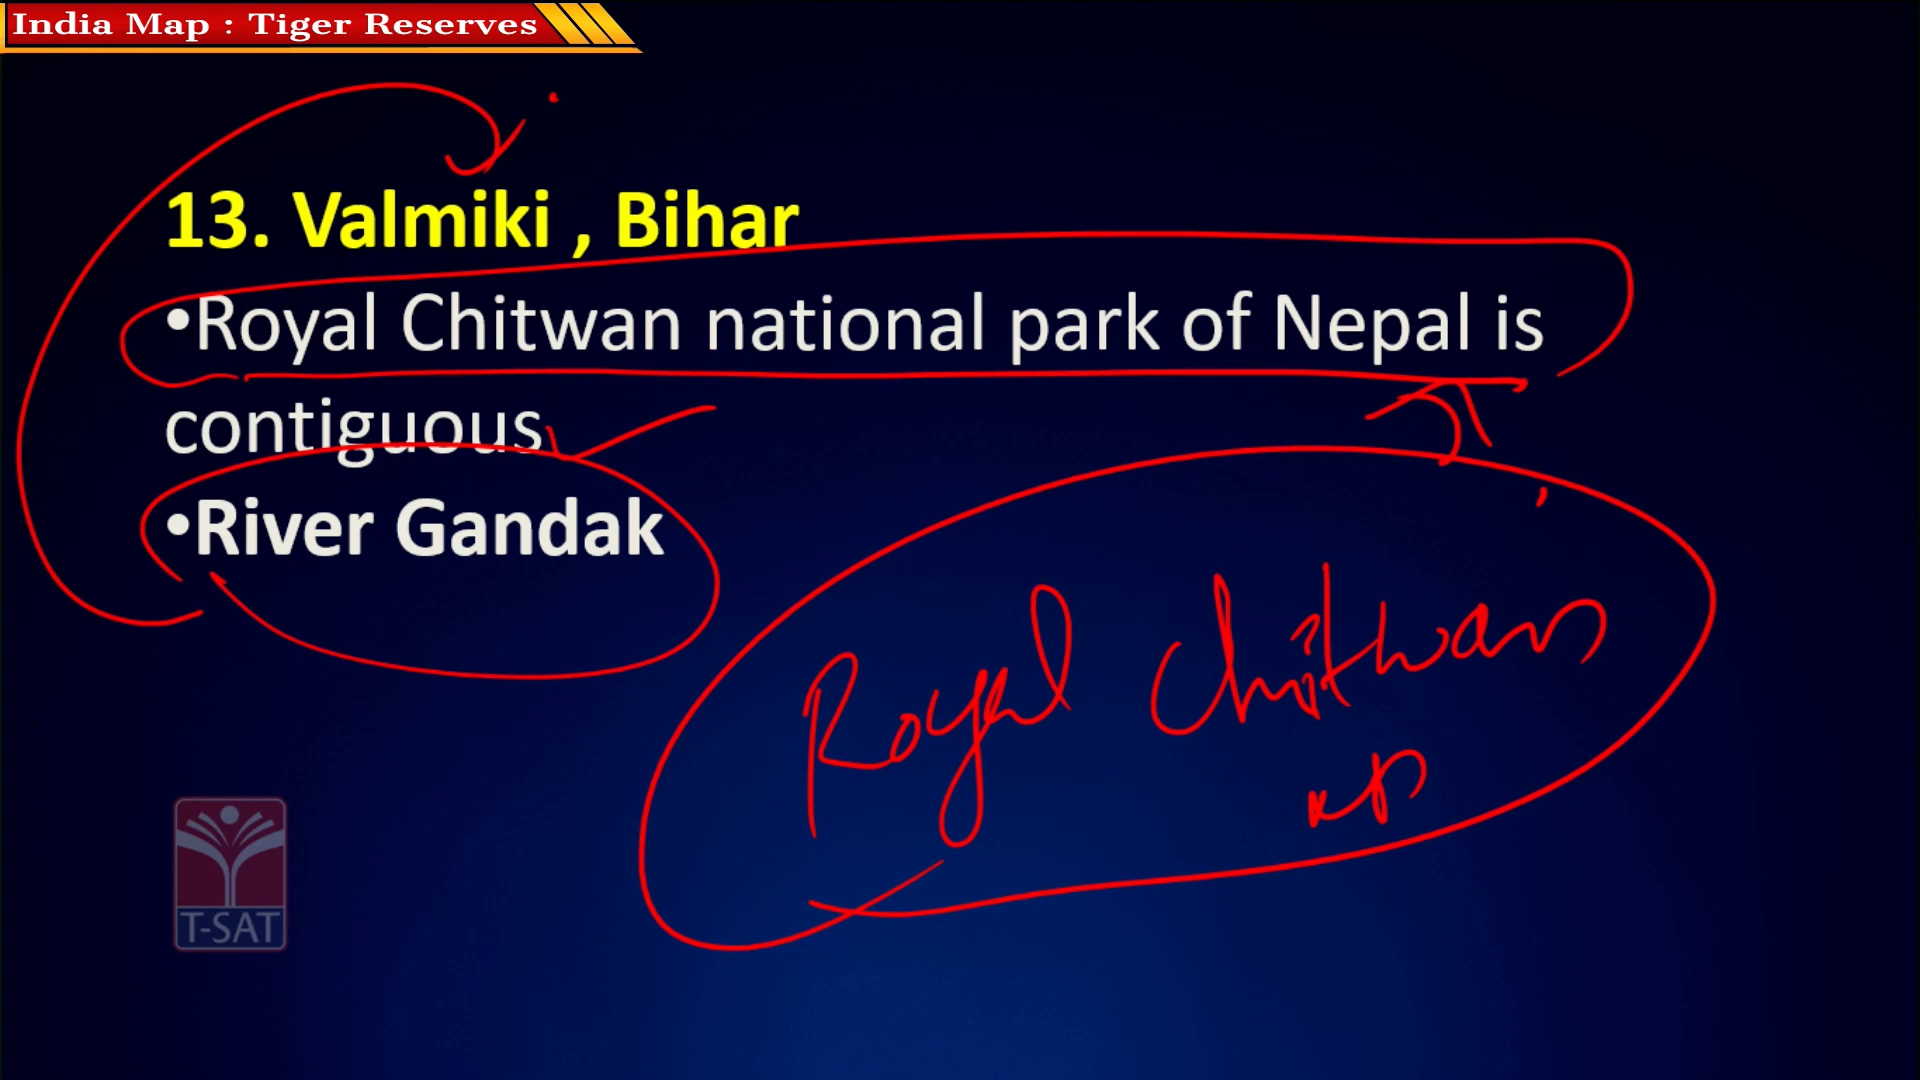 India Map : Tiger Reserves
13. Valmiki , Bihar
•Royal Chitwan national park of Nepal is
contiguous
•River Gandak
Royal Chitwan
NP
T-SAT